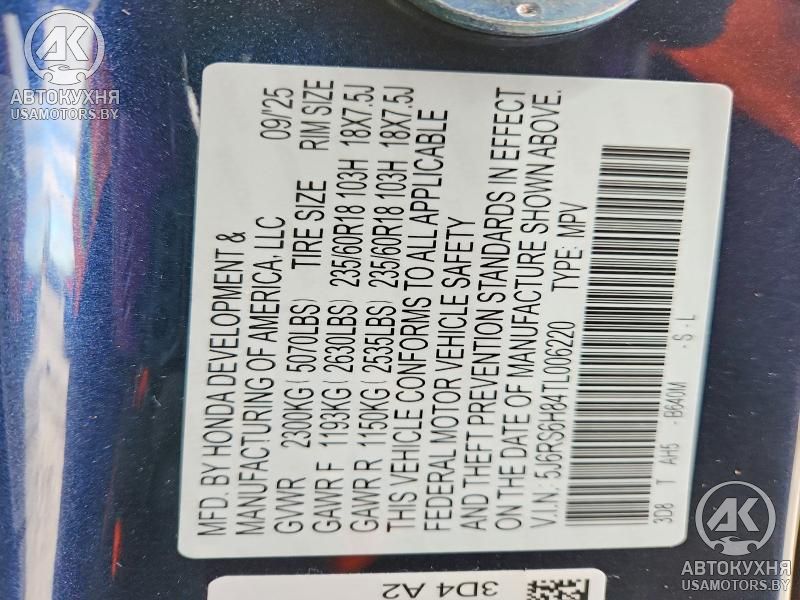 AK
АВТОКУХНЯ
USAMOTORS.BY
MFD. BY HONDA DEVELOPMENT &
MANUFACTURING OF AMERICA, LLC 09/25
GVWR 2300KG (5070LBS) TIRE SIZE RIM SIZE
GAWR F 1193KG (2630LBS) 235/60R18 103H 18X7.5J
GAWR R 1150KG (2535LBS) 235/60R18 103H 18X7.5J
THIS VEHICLE CONFORMS TO ALL APPLICABLE
FEDERAL MOTOR VEHICLE SAFETY
AND THEFT PREVENTION STANDARDS IN EFFECT
ON THE DATE OF MANUFACTURE SHOWN ABOVE.
V.I.N: 5J6RS6H84TL006220 TYPE: MPV
3D8 T AH5 -B640M -S-L
3D4 A2
AK
АВТОКУХНЯ
USAMOTORS.BY